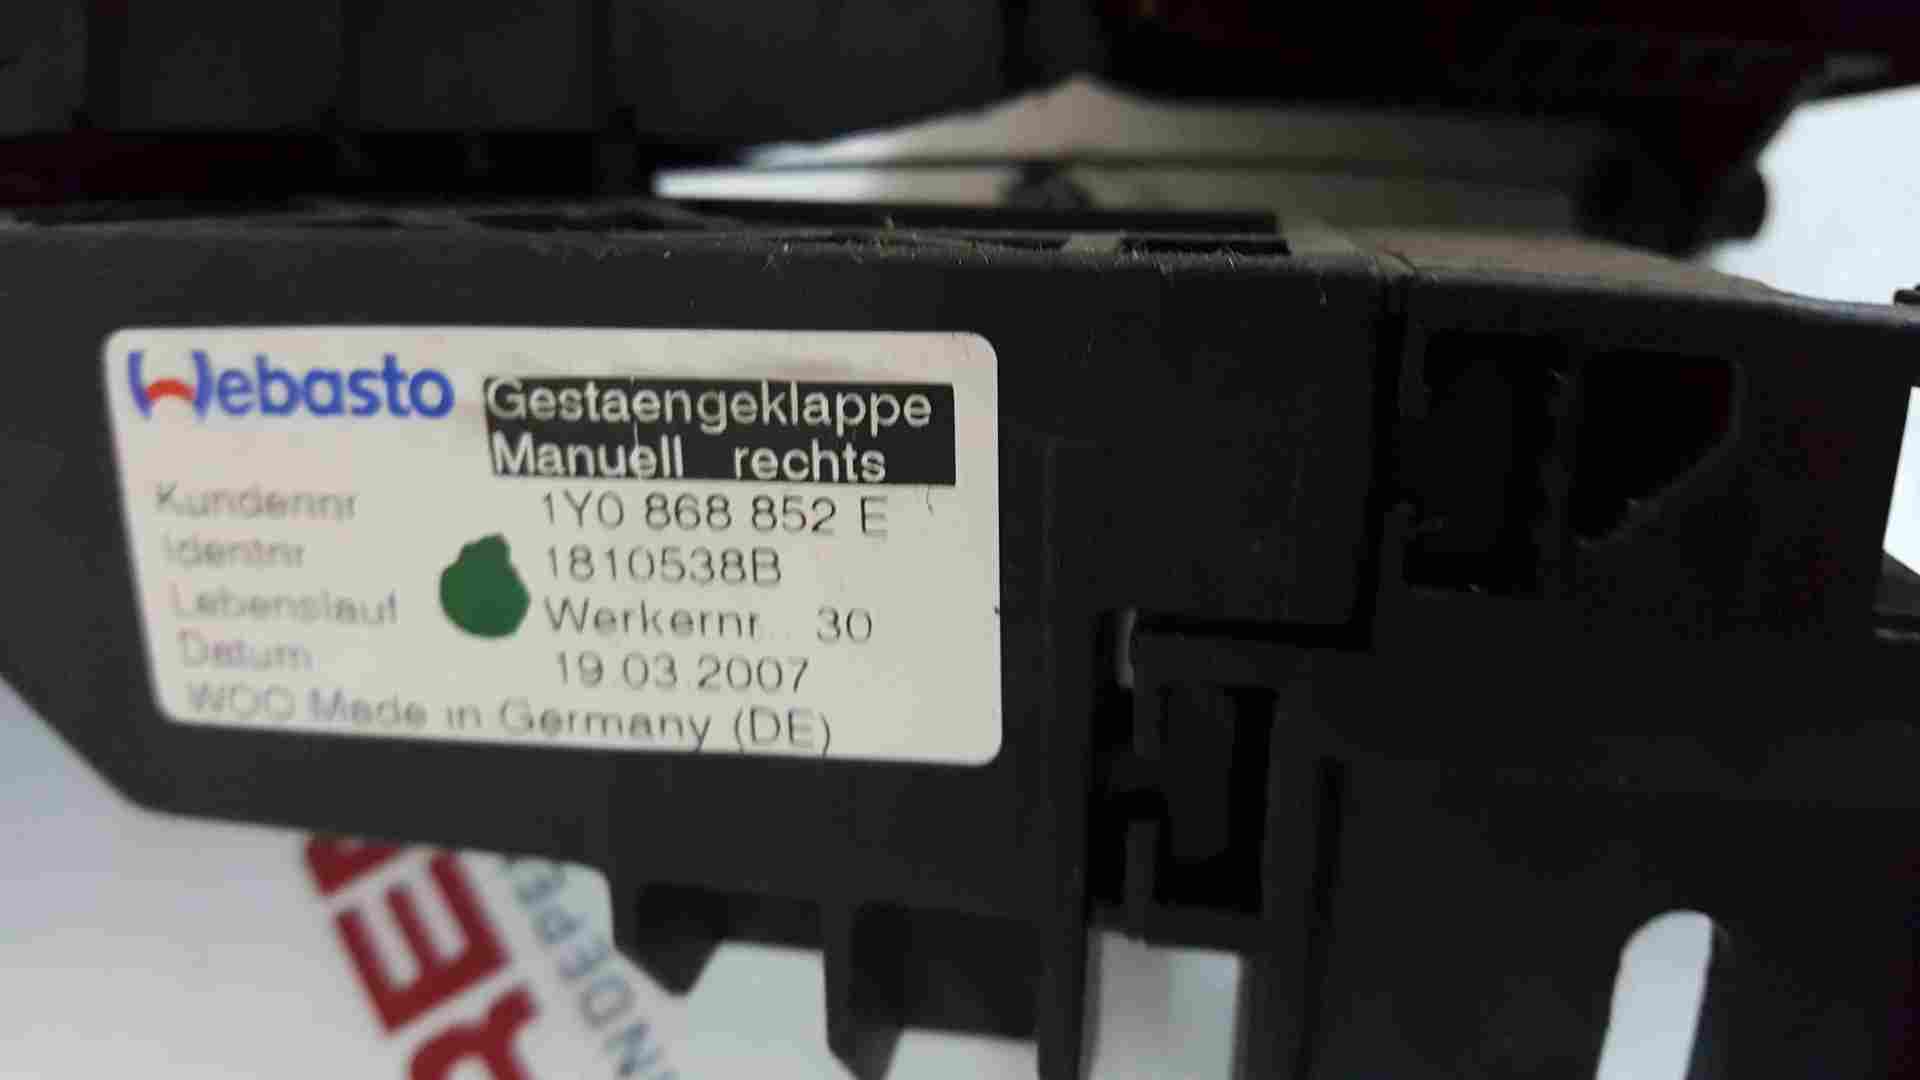 Webasto
Gestaengeklappe
Manuell rechts
Kundennr 1Y0 868 852 E
Identnr 1810538B
Lebenslauf Werkernr. 30
Datum 19.03.2007
WOC Made in Germany (DE)